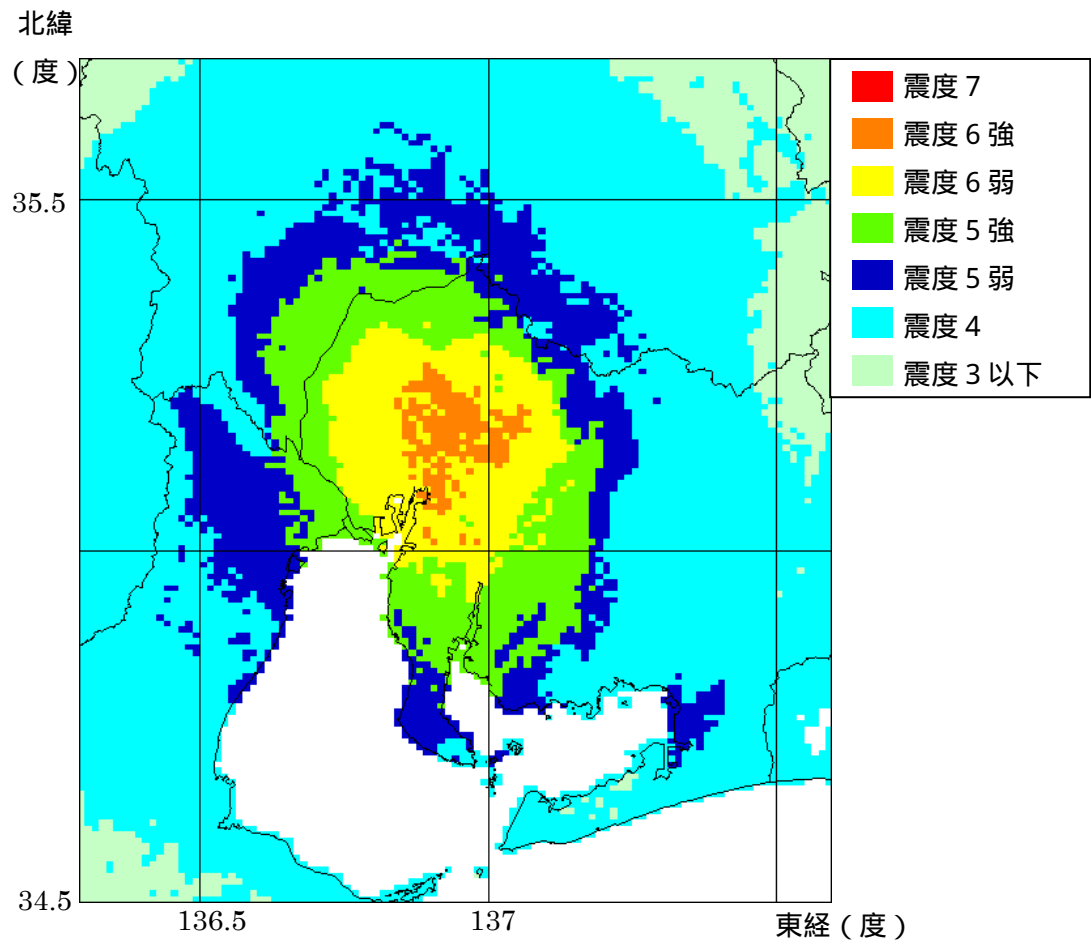 北緯
（度）
震度７
震度６強
震度６弱
震度５強
震度５弱
震度４
震度３以下
35.5
34.5
136.5
137
東経（度）